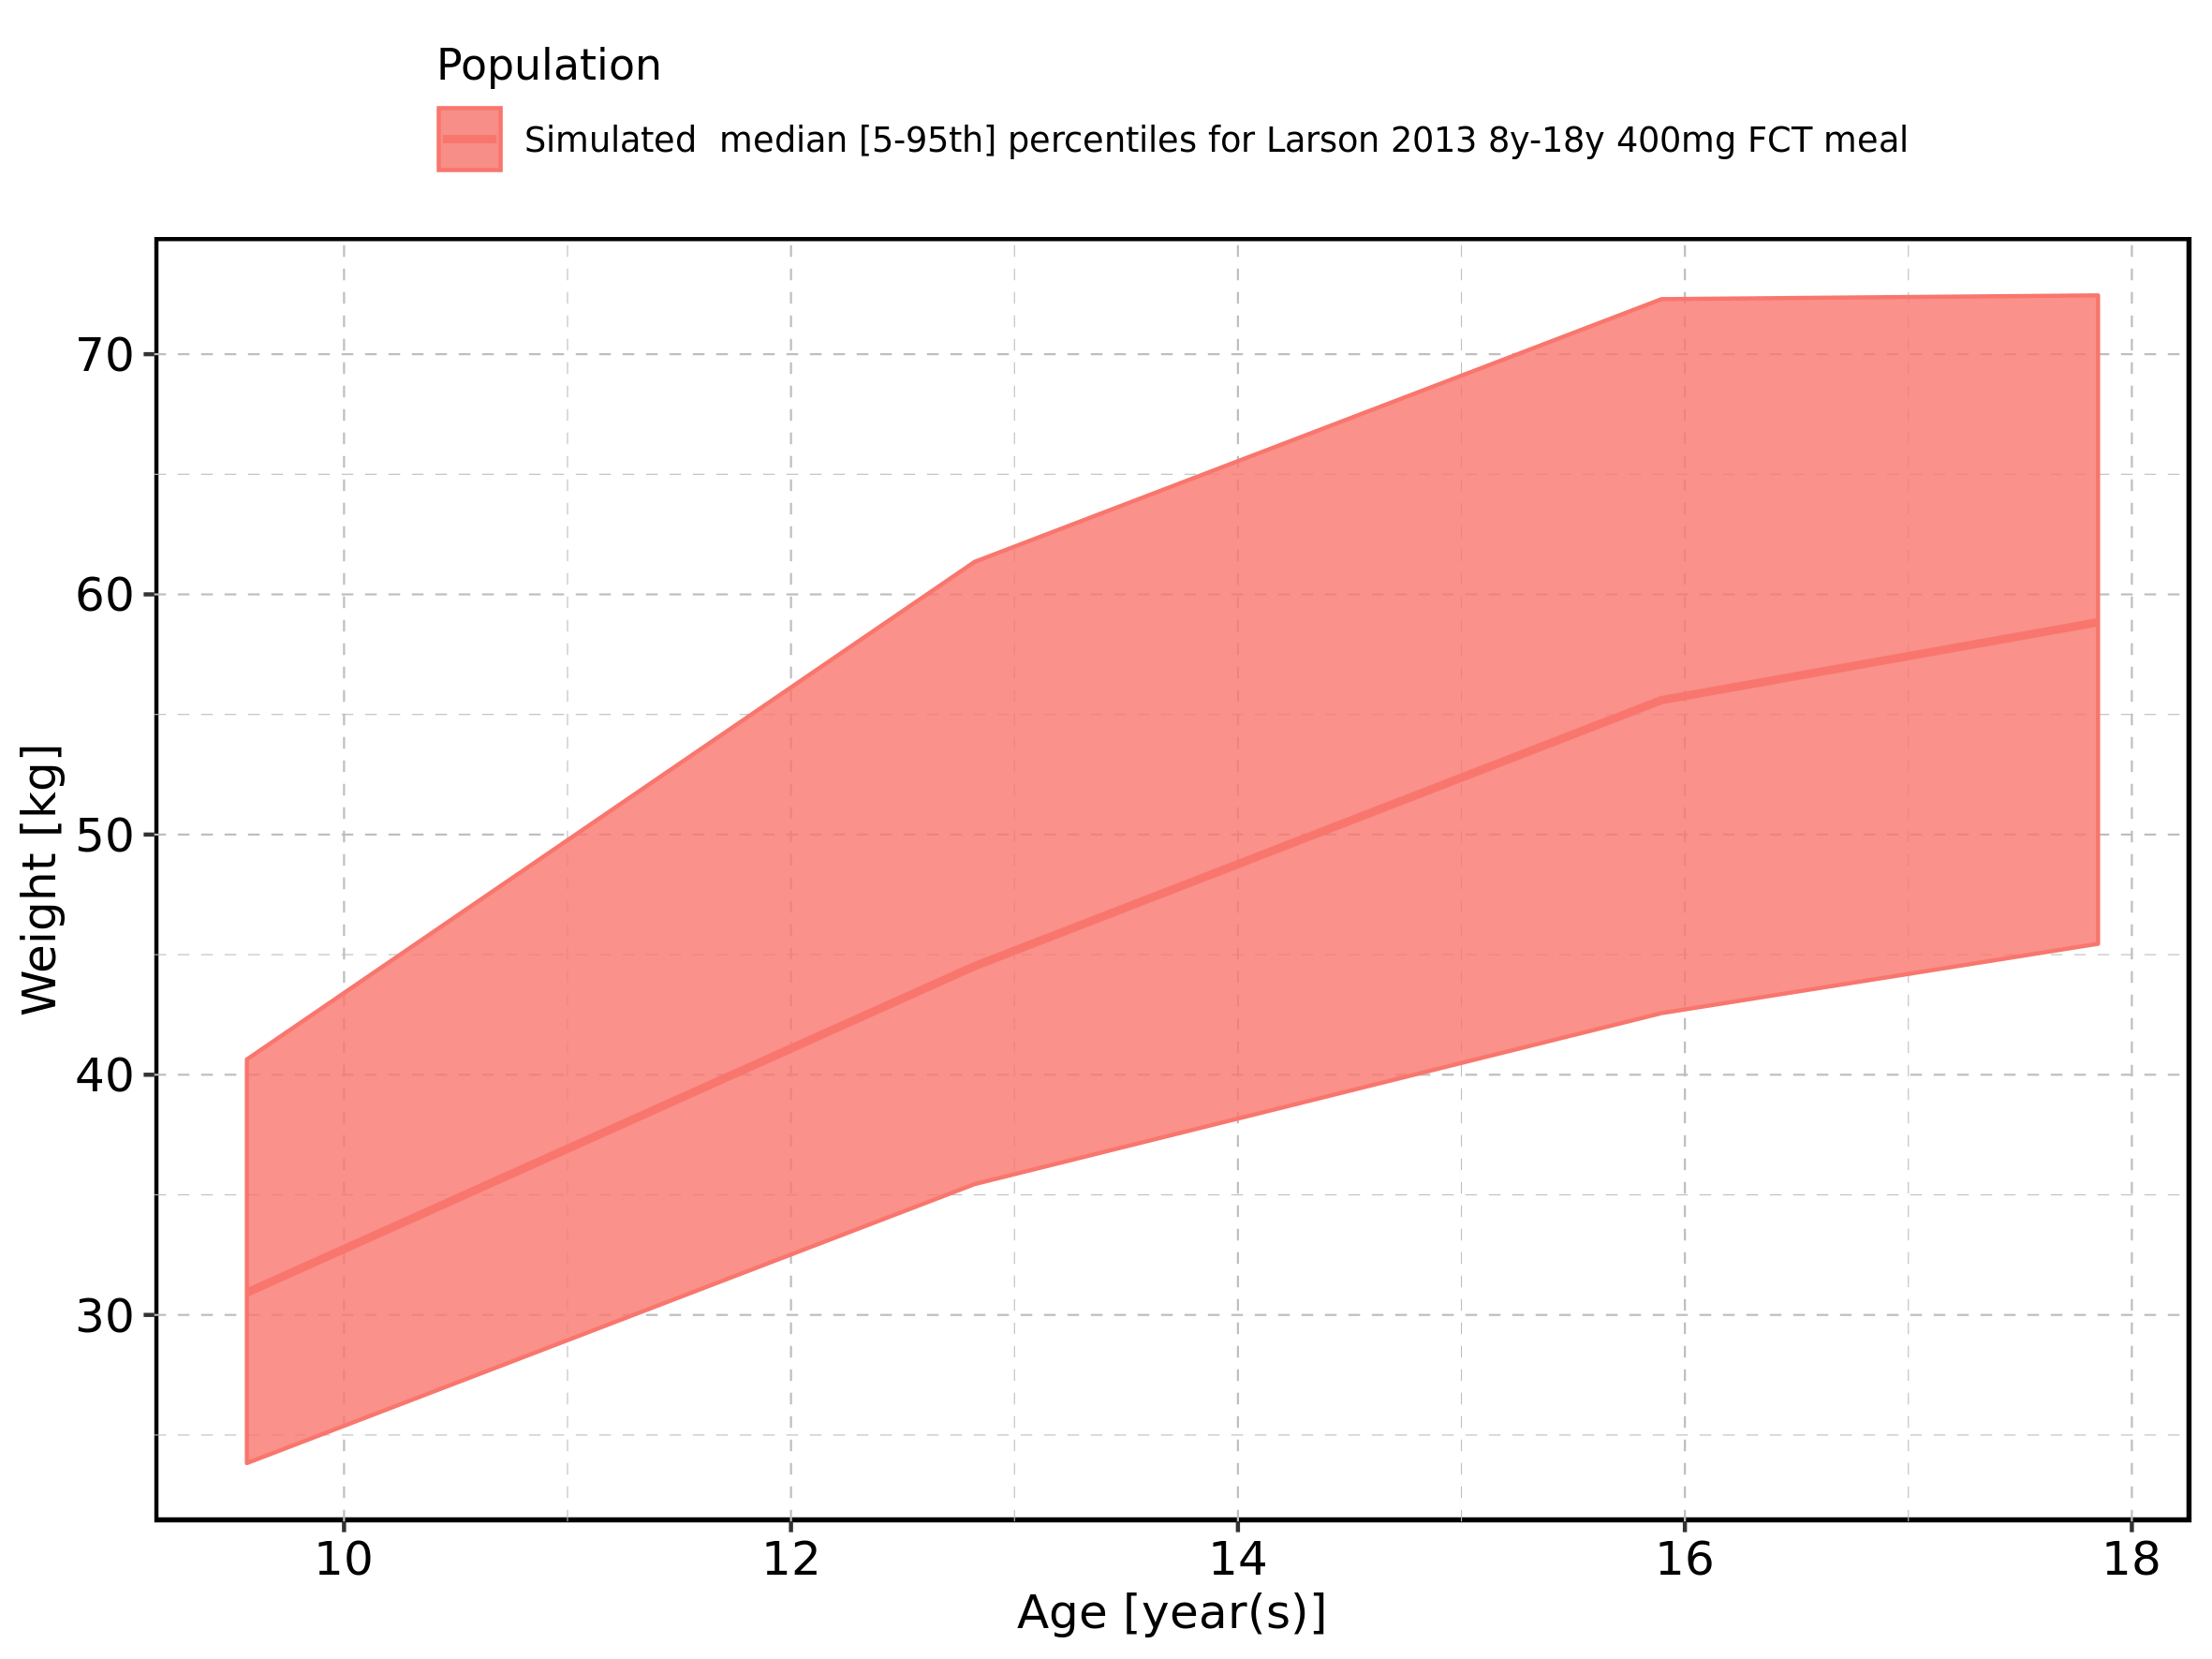 Population
Simulated  median [5-95th] percentiles for Larson 2013 8y-18y 400mg FCT meal
Weight [kg]
70
60
50
40
30
10 12 14 16 18
Age [year(s)]